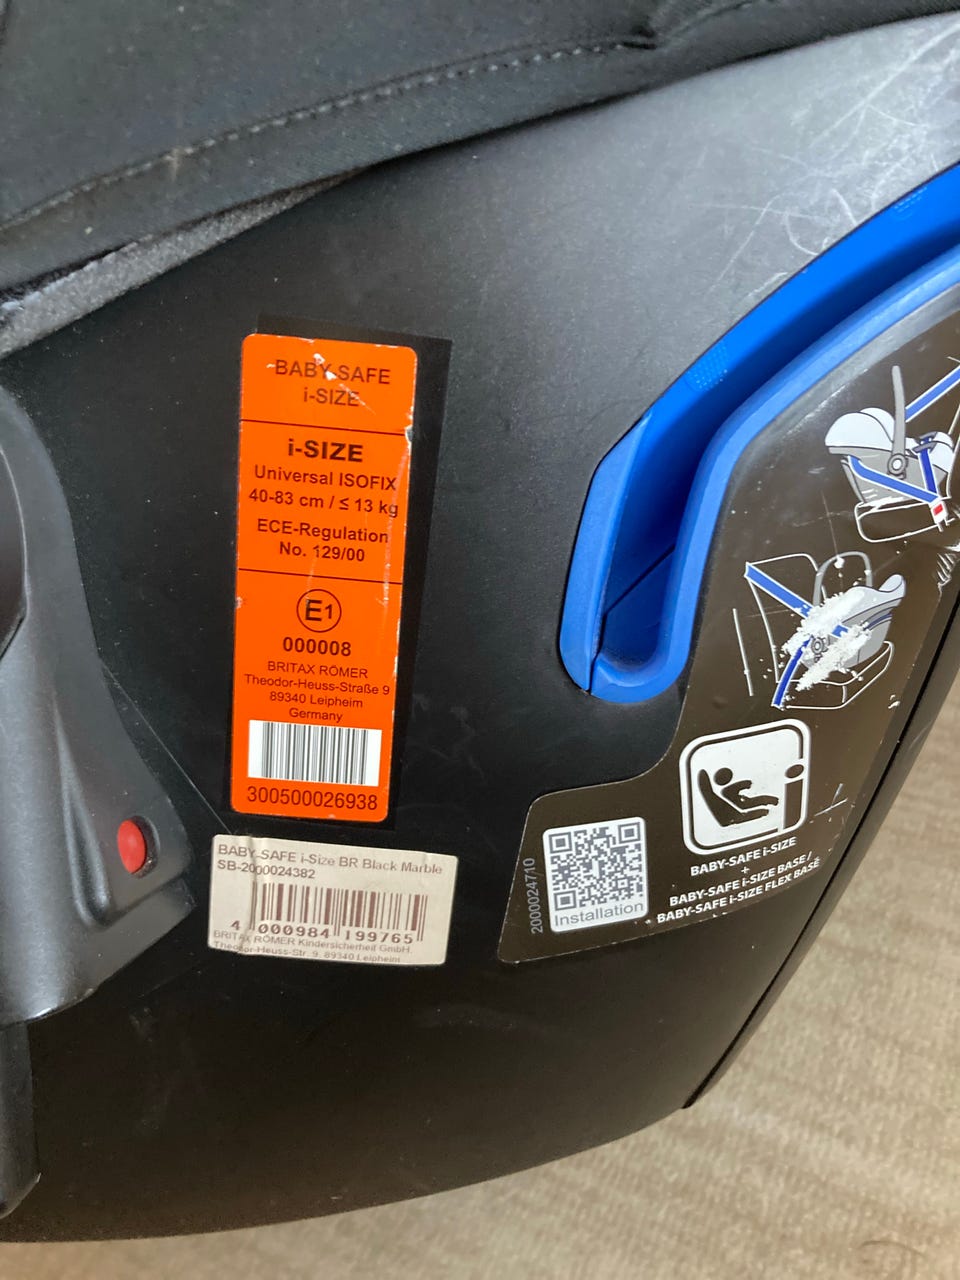 BABY-SAFE
i-SIZE
i-SIZE
Universal ISOFIX
40-83 cm / ≤ 13 kg
ECE-Regulation
No. 129/00
E1
000008
BRITAX RÖMER
Theodor-Heuss-Straße 9
89340 Leipheim
Germany
300500026938
BABY-SAFE i-Size BR Black Marble
SB-2000024382
4 000984 199765
BRITAX RÖMER Kindersicherheit GmbH.
Theodor-Heuss-Str. 9, 89340 Leipheim
2000024710
Installation
BABY-SAFE i-SIZE
+
BABY-SAFE i-SIZE BASE /
BABY-SAFE i-SIZE FLEX BASE